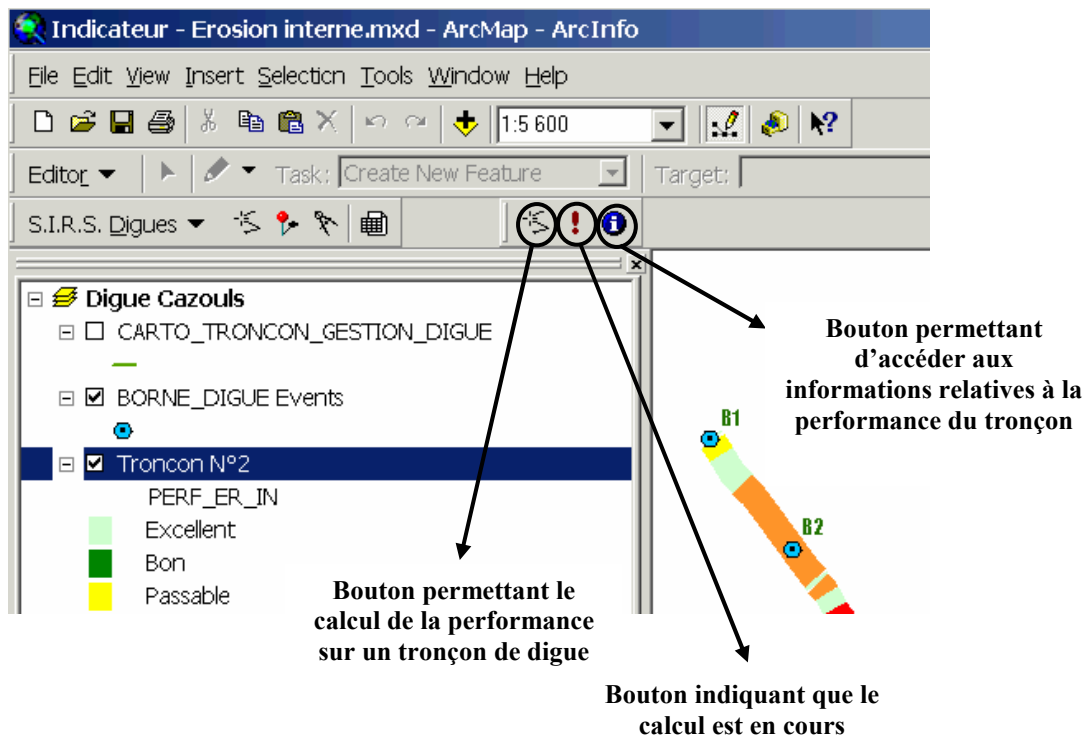 Indicateur - Erosion interne.mxd - ArcMap - ArcInfo
File Edit View Insert Selection Tools Window Help
1:5 600
Editor Task: Create New Feature Target:
S.I.R.S. Digues
Digue Cazouls
CARTO_TRONCON_GESTION_DIGUE
BORNE_DIGUE Events
Troncon N°2
PERF_ER_IN
Excellent
Bon
Passable
B1
B2
Bouton permettant
d’accéder aux
informations relatives à la
performance du tronçon
Bouton permettant le
calcul de la performance
sur un tronçon de digue
Bouton indiquant que le
calcul est en cours